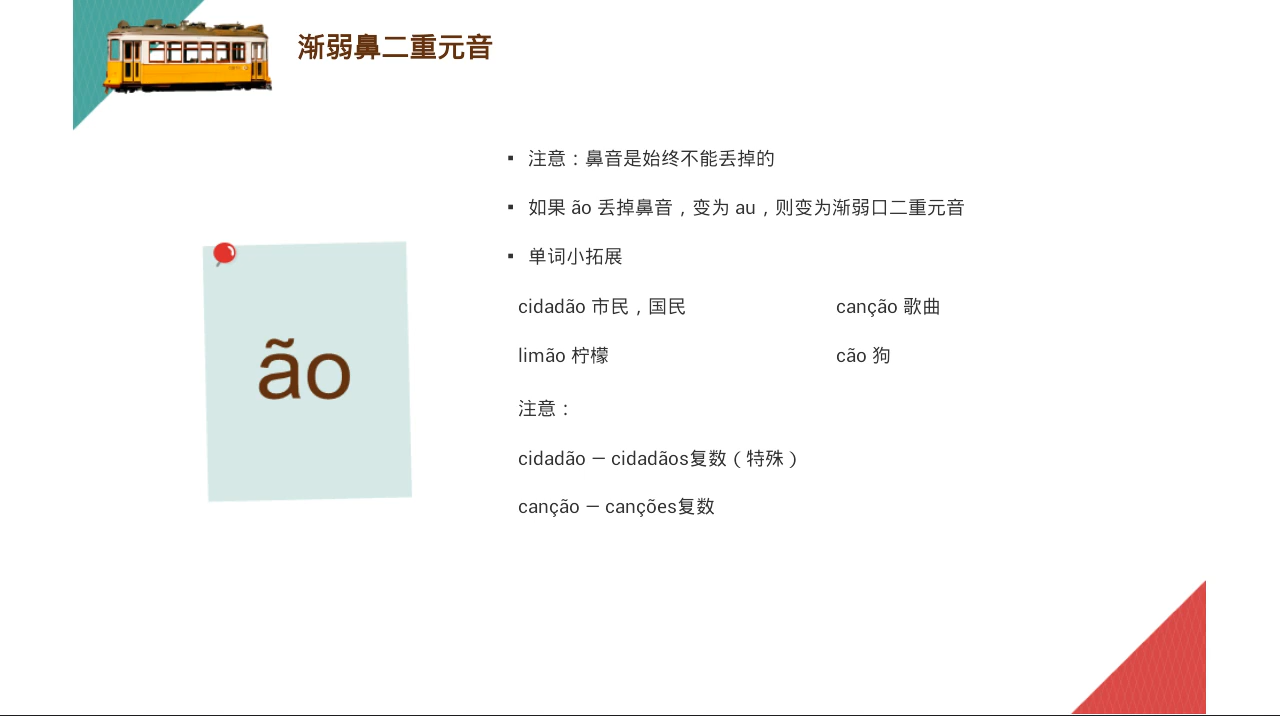 渐弱鼻二重元音
▪ 注意：鼻音是始终不能丢掉的
▪ 如果 ão 丢掉鼻音，变为 au，则变为渐弱口二重元音
▪ 单词小拓展
cidadão 市民，国民 canção 歌曲
limão 柠檬 cão 狗
ão
注意：
cidadão — cidadãos复数（特殊）
canção — canções复数